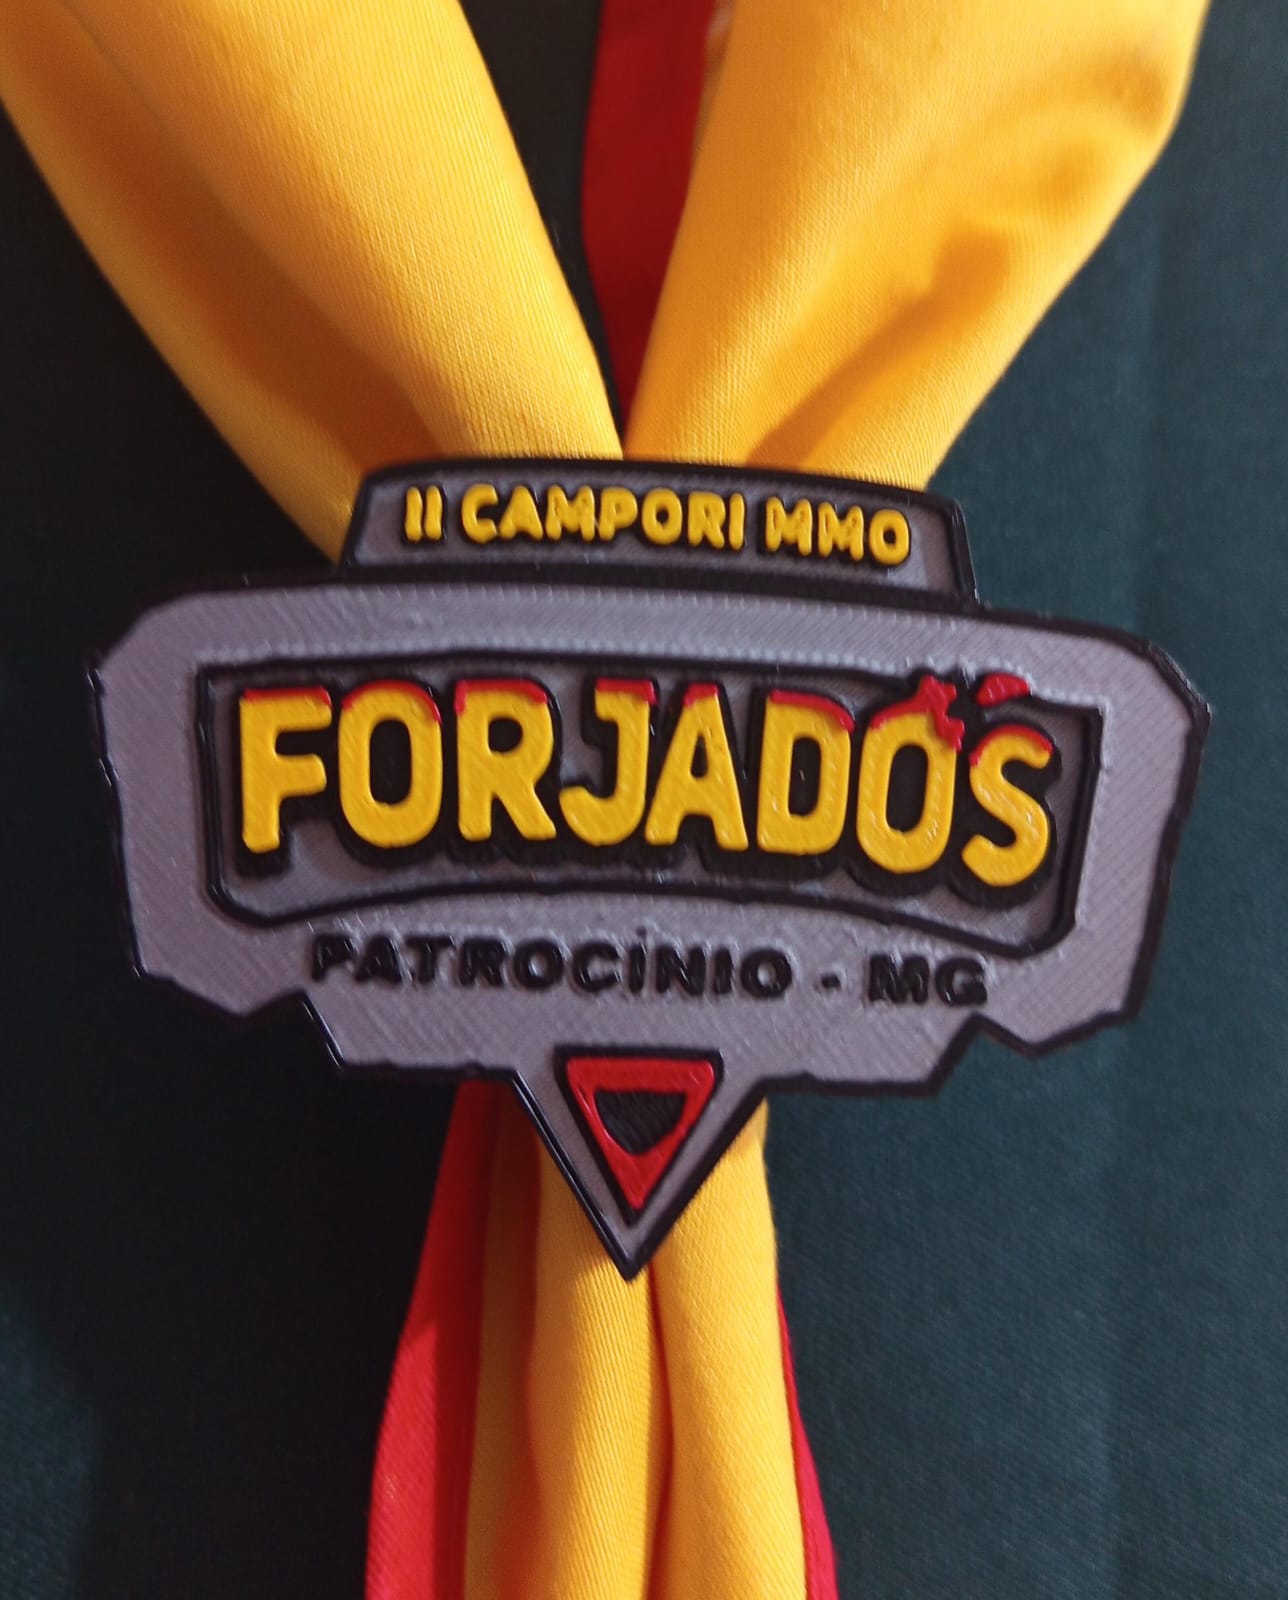 II CAMPORI MMO
FORJADOS
PATROCÍNIO - MG